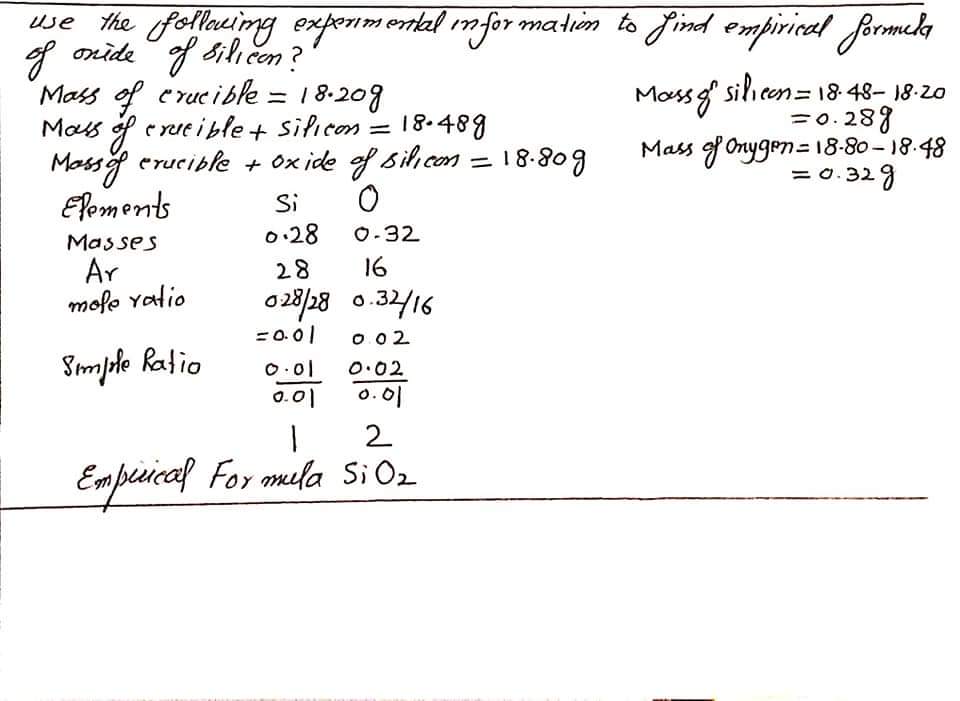 use the following experimental information to find empirical formula
of oxide of silicon?
Mass of crucible = 18.20g
Mass of crucible + silicon = 18.48g
Mass of crucible + oxide of silicon = 18.80g
Mass of silicon = 18.48 - 18.20
= 0.28g
Mass of Oxygen = 18.80 - 18.48
= 0.32g
Elements Si O
Masses 0.28 0.32
Ar 28 16
mole ratio 0.28/28 0.32/16
= 0.01 0.02
Simple Ratio 0.01/0.01 0.02/0.01
1 2
Empirical Formula SiO₂